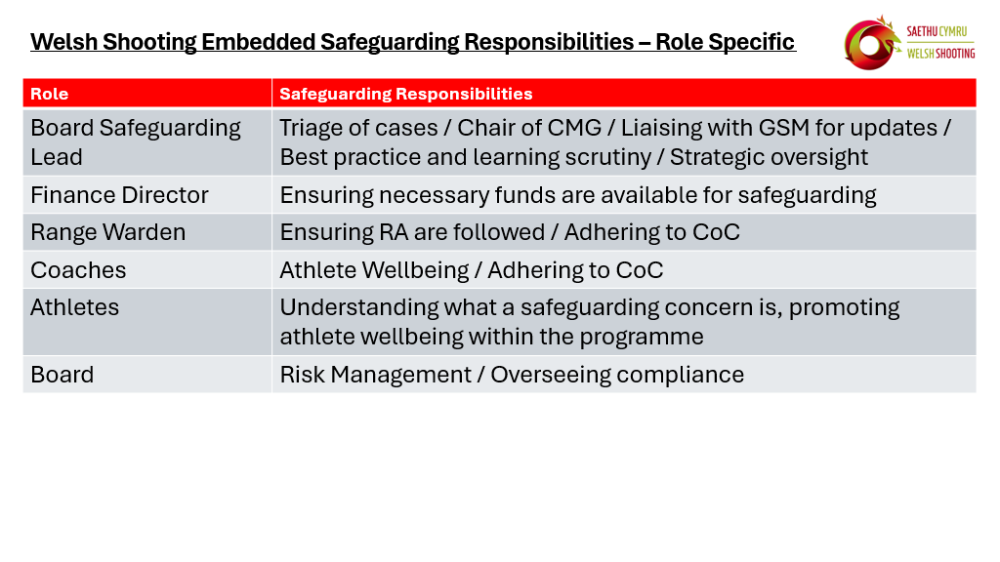 Welsh Shooting Embedded Safeguarding Responsibilities – Role Specific
SAETHU CYMRU
WELSH SHOOTING
Role
Safeguarding Responsibilities
Board Safeguarding
Lead
Triage of cases / Chair of CMG / Liaising with GSM for updates /
Best practice and learning scrutiny / Strategic oversight
Finance Director
Ensuring necessary funds are available for safeguarding
Range Warden
Ensuring RA are followed / Adhering to CoC
Coaches
Athlete Wellbeing / Adhering to CoC
Athletes
Understanding what a safeguarding concern is, promoting
athlete wellbeing within the programme
Board
Risk Management / Overseeing compliance